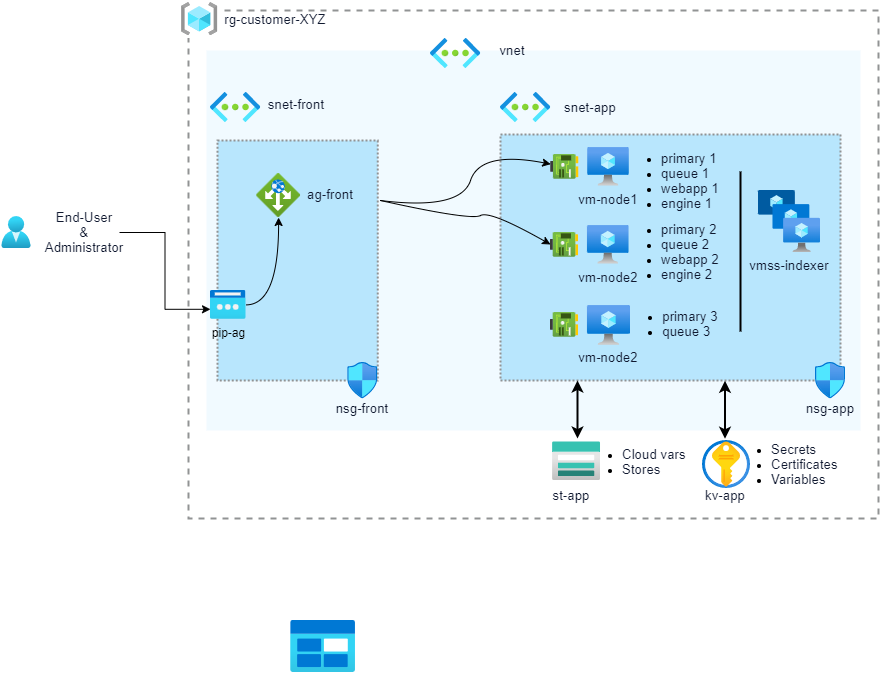 rg-customer-XYZ
vnet
snet-front
snet-app
ag-front
primary 1
queue 1
webapp 1
engine 1
vm-node1
primary 2
queue 2
webapp 2
engine 2
vm-node2
primary 3
queue 3
vm-node2
vmss-indexer
End-User
&
Administrator
pip-ag
nsg-front
nsg-app
Cloud vars
Stores
st-app
Secrets
Certificates
Variables
kv-app